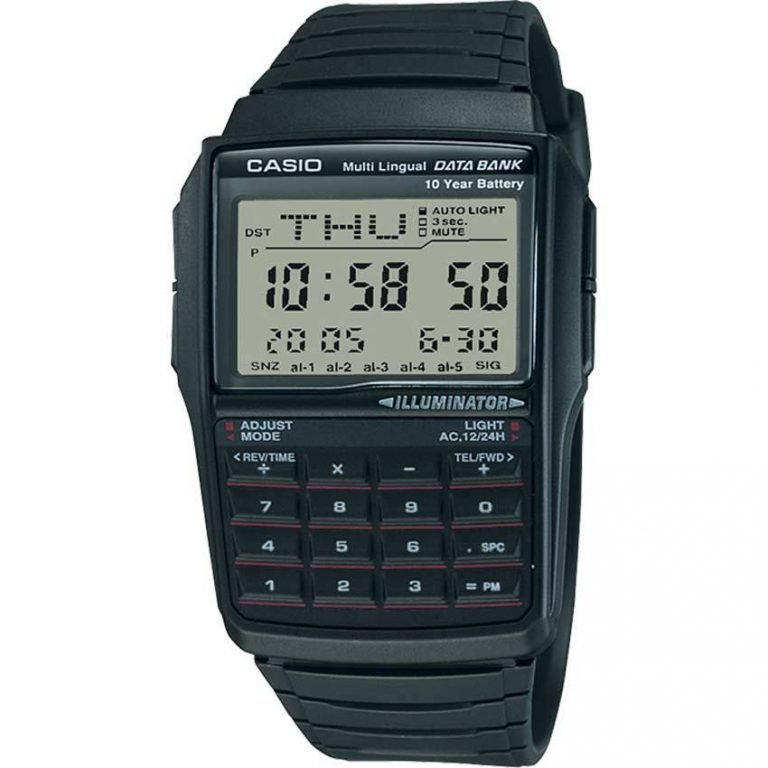 CASIO Multi Lingual DATA BANK
10 Year Battery
DST THU AUTO LIGHT
3 sec.
MUTE
P
10:58 50
20 05 6-30
SNZ al-1 al-2 al-3 al-4 al-5 SIG
ILLUMINATOR
ADJUST LIGHT
MODE AC,12/24H
<REV/TIME TEL/FWD>
÷ × − +
7 8 9 0
4 5 6 . SPC
1 2 3 = PM